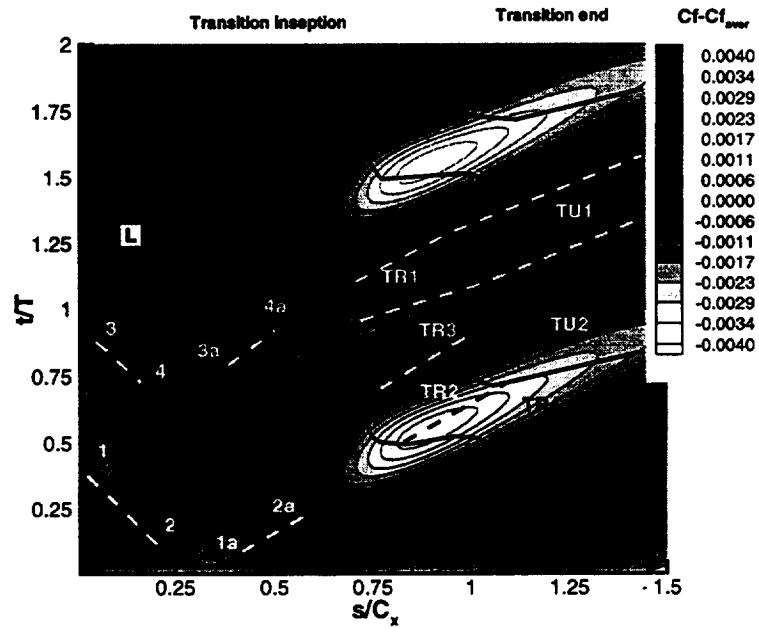 Transition inseption
Transition end
Cf-Cfaver
2
1.75
1.5
1.25
1
0.75
0.5
0.25
t/T
0.25
0.5
0.75
1
1.25
1.5
s/Cx
0.0040
0.0034
0.0029
0.0023
0.0017
0.0011
0.0006
0.0000
-0.0006
-0.0011
-0.0017
-0.0023
-0.0029
-0.0034
-0.0040
L
TU1
TR1
4a
3
TR3
TU2
3a
4
TR2
1
2a
2
1a